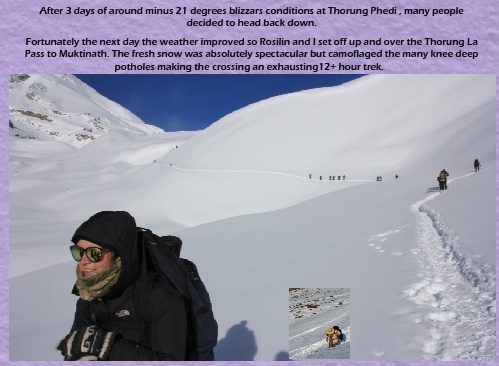 After 3 days of around minus 21 degrees blizzars conditions at Thorung Phedi , many people
decided to head back down.
Fortunately the next day the weather improved so Rosilin and I set off up and over the Thorung La
Pass to Muktinath. The fresh snow was absolutely spectacular but camoflaged the many knee deep
potholes making the crossing an exhausting12+ hour trek.